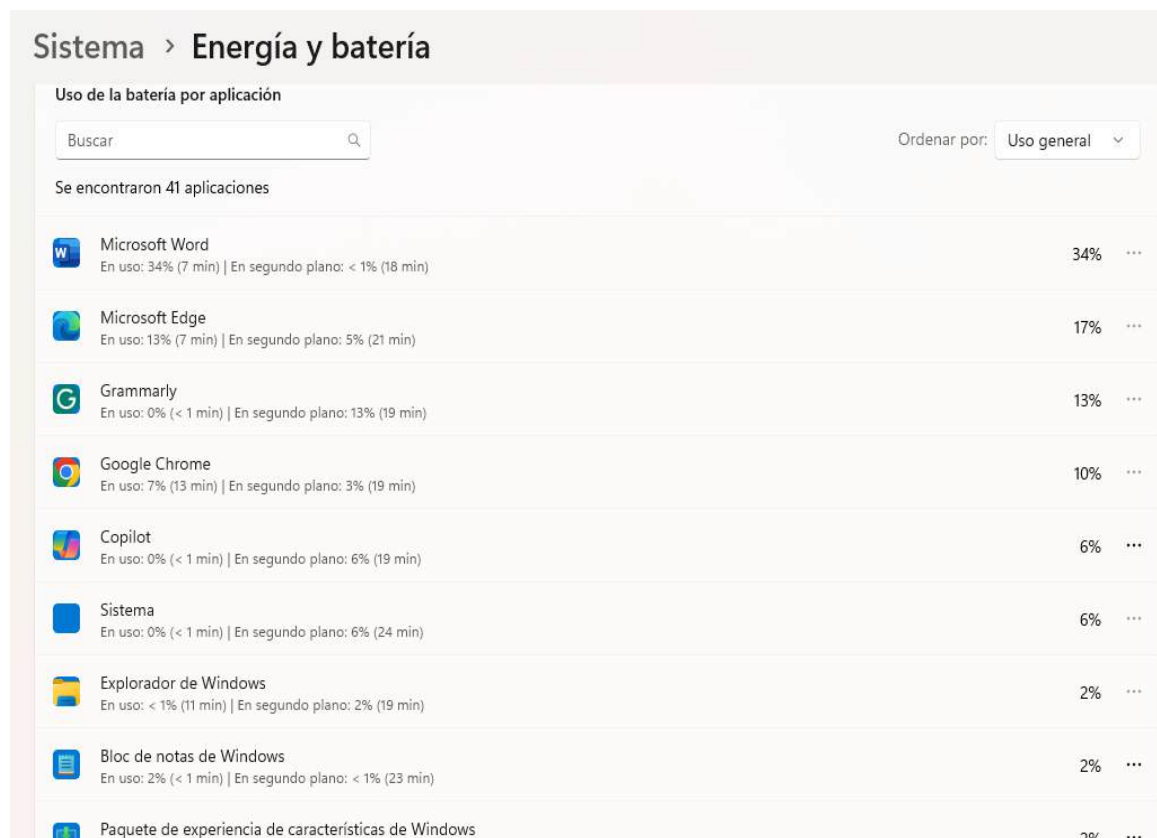 Sistema > Energía y batería
Uso de la batería por aplicación
Buscar
Ordenar por: Uso general
Se encontraron 41 aplicaciones
Microsoft Word
En uso: 34% (7 min) | En segundo plano: < 1% (18 min)
34%
Microsoft Edge
En uso: 13% (7 min) | En segundo plano: 5% (21 min)
17%
Grammarly
En uso: 0% (< 1 min) | En segundo plano: 13% (19 min)
13%
Google Chrome
En uso: 7% (13 min) | En segundo plano: 3% (19 min)
10%
Copilot
En uso: 0% (< 1 min) | En segundo plano: 6% (19 min)
6%
Sistema
En uso: 0% (< 1 min) | En segundo plano: 6% (24 min)
6%
Explorador de Windows
En uso: < 1% (11 min) | En segundo plano: 2% (19 min)
2%
Bloc de notas de Windows
En uso: 2% (< 1 min) | En segundo plano: < 1% (23 min)
2%
Paquete de experiencia de características de Windows